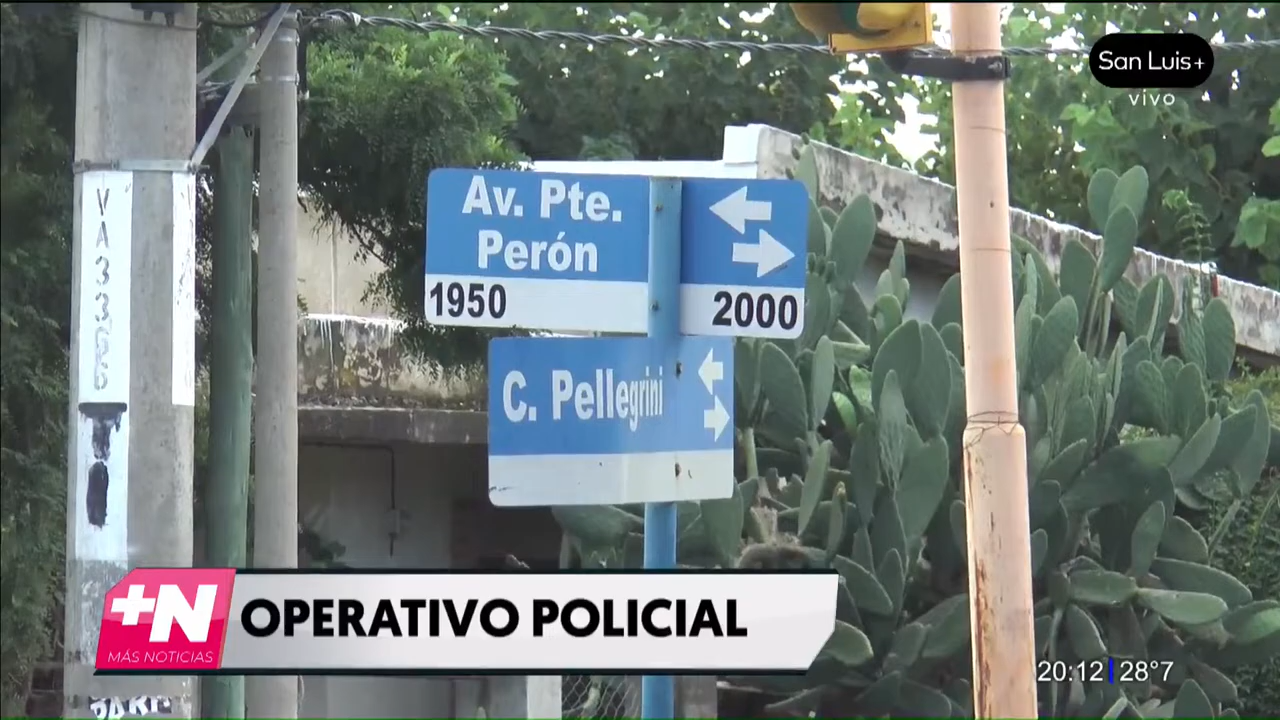 San Luis+
vivo
Av. Pte.
Perón
1950
2000
C. Pellegrini
+N
MÁS NOTICIAS
OPERATIVO POLICIAL
20:12
28°7